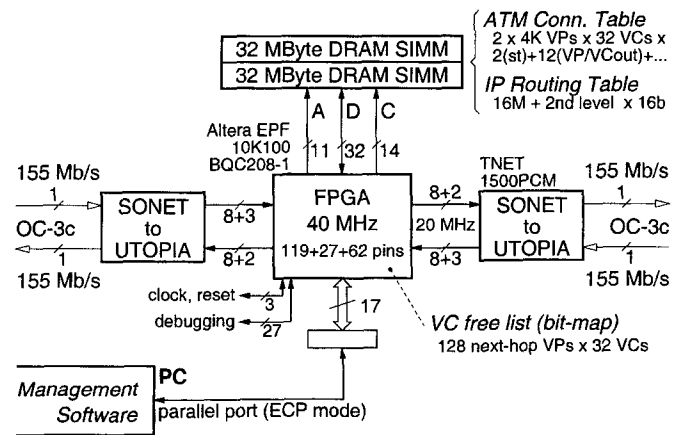 ATM Conn. Table
2 x 4K VPs x 32 VCs x
2(st)+12(VP/VCout)+...
IP Routing Table
16M + 2nd level x 16b
32 MByte DRAM SIMM
32 MByte DRAM SIMM
A D C
11 32 14
Altera EPF
10K100
BQC208-1
155 Mb/s
1
OC-3c
1
155 Mb/s
SONET
to
UTOPIA
8+3
8+2
FPGA
40 MHz
119+27+62 pins
8+2
20 MHz
8+3
TNET
1500PCM
SONET
to
UTOPIA
155 Mb/s
1
OC-3c
1
155 Mb/s
clock, reset
3
debugging
27
17
VC free list (bit-map)
128 next-hop VPs x 32 VCs
PC
Management
Software
parallel port (ECP mode)